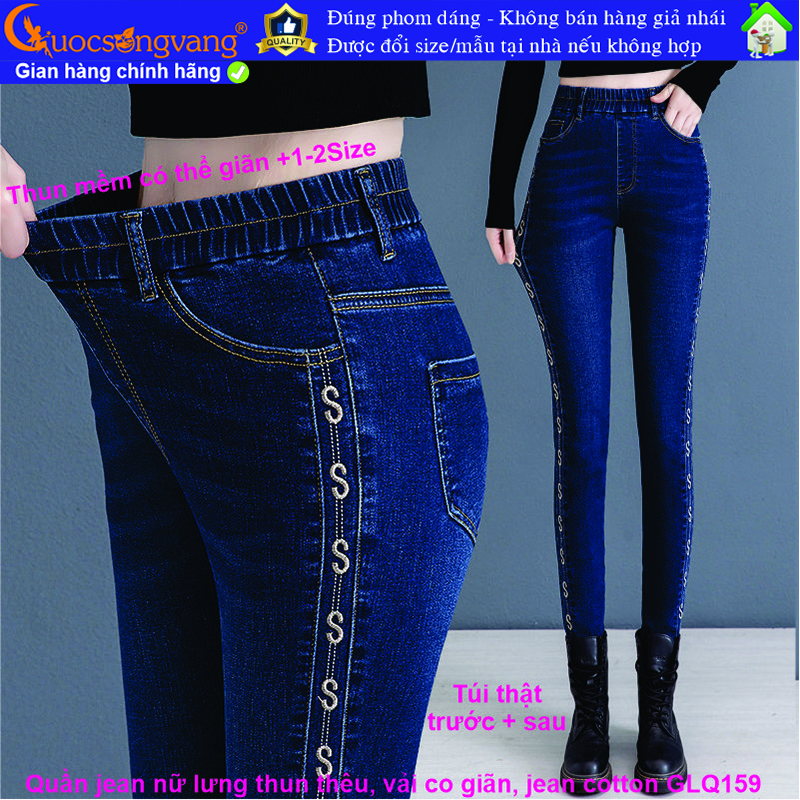 Cuocsongvang®
Gian hàng chính hãng
QUALITY
Đúng phom dáng - Không bán hàng giả nhái
Được đổi size/mẫu tại nhà nếu không hợp
Thun mềm có thể giãn +1-2Size
S
S
S
S
S
S
Túi thật
trước + sau
Quần jean nữ lưng thun thêu, vải co giãn, jean cotton GLQ159